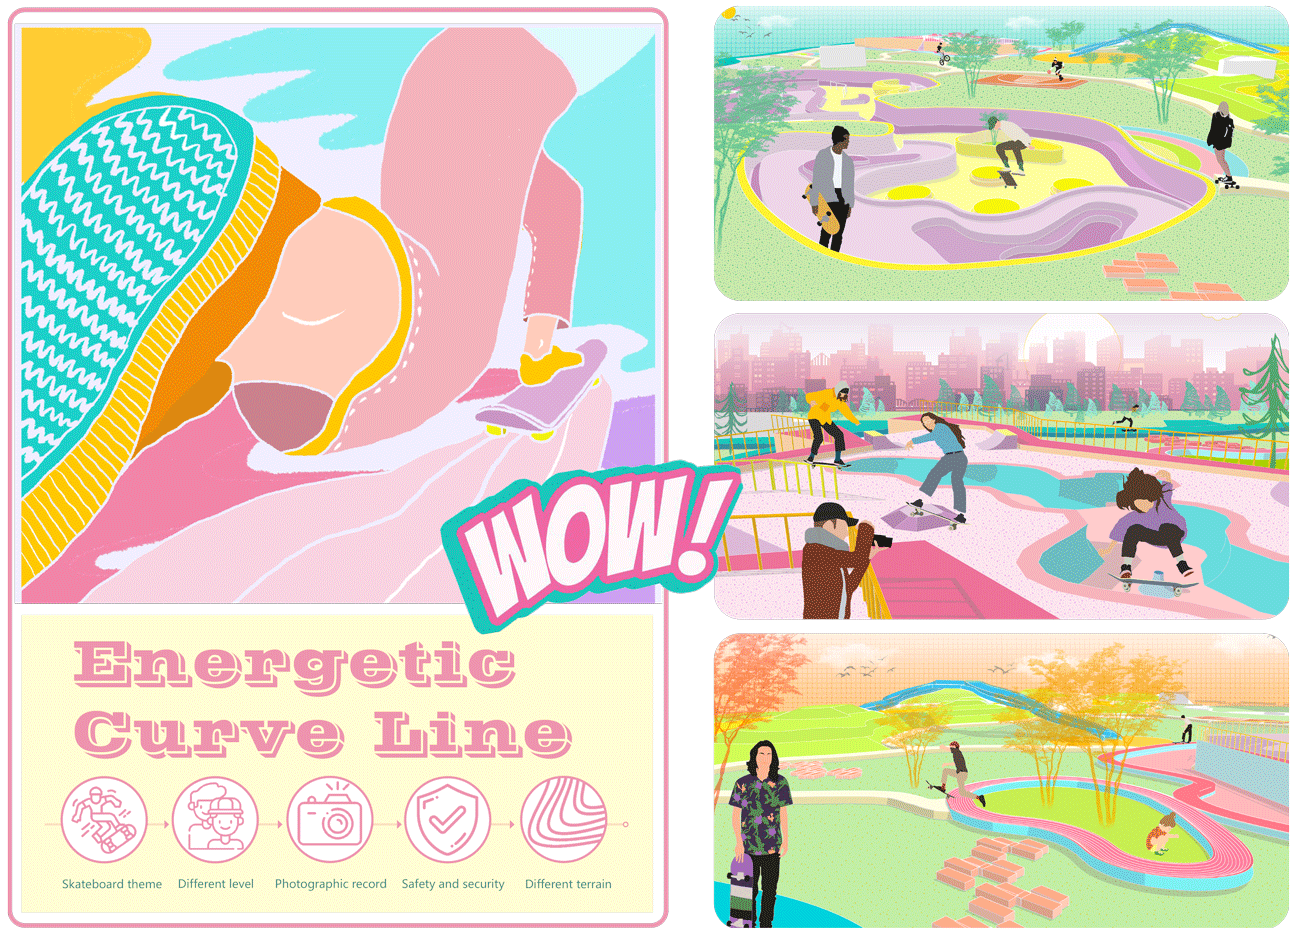 WOW!
Energetic
Curve Line
Skateboard theme
Different level
Photographic record
Safety and security
Different terrain